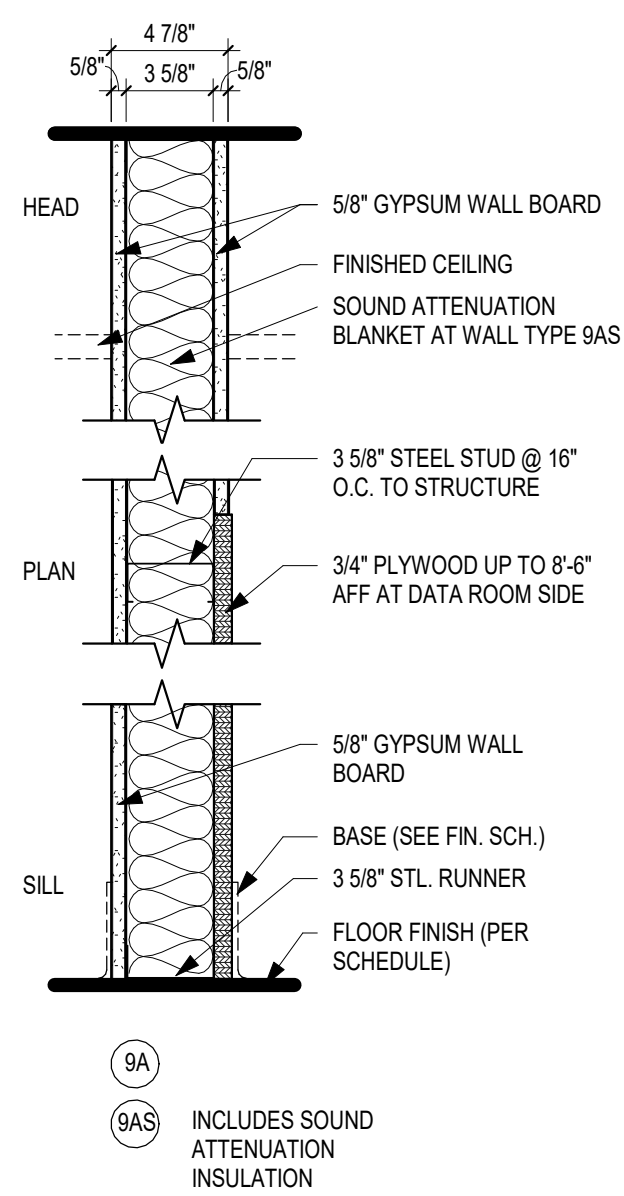 4 7/8"
5/8"
3 5/8"
5/8"
HEAD
5/8" GYPSUM WALL BOARD
FINISHED CEILING
SOUND ATTENUATION
BLANKET AT WALL TYPE 9AS
3 5/8" STEEL STUD @ 16"
O.C. TO STRUCTURE
PLAN
3/4" PLYWOOD UP TO 8'-6"
AFF AT DATA ROOM SIDE
5/8" GYPSUM WALL
BOARD
BASE (SEE FIN. SCH.)
SILL
3 5/8" STL. RUNNER
FLOOR FINISH (PER
SCHEDULE)
9A
9AS
INCLUDES SOUND
ATTENUATION
INSULATION